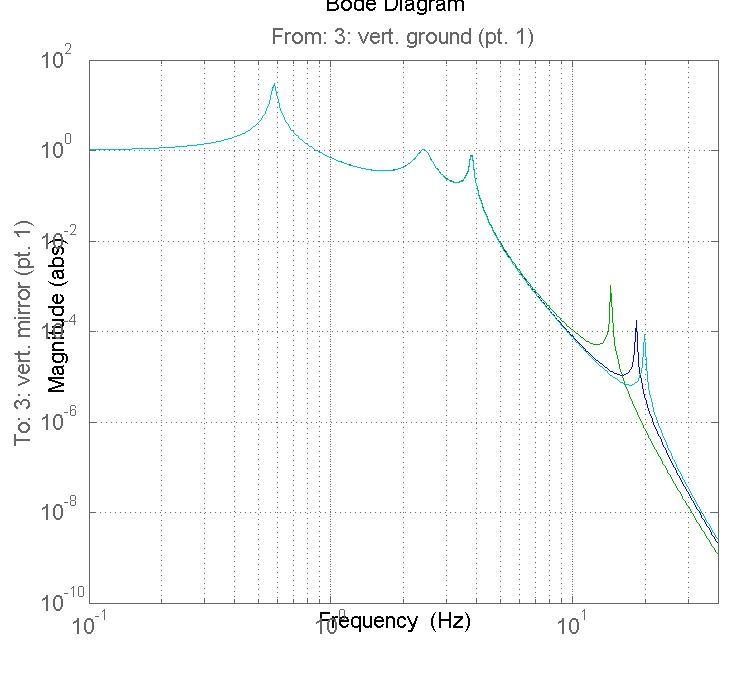 Bode Diagram
From: 3: vert. ground (pt. 1)
10^2
10^0
10^-2
10^-4
10^-6
10^-8
10^-10
To: 3: vert. mirror (pt. 1)
Magnitude (abs)
10^-1
10^0
10^1
Frequency (Hz)